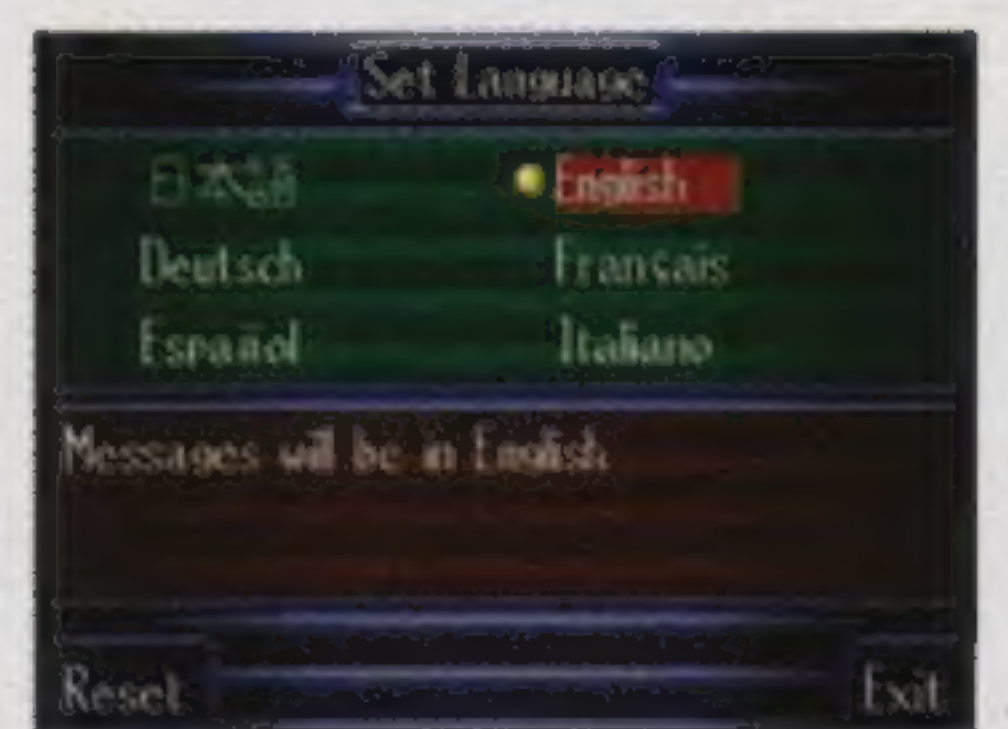 Set Language
日本語 English
Deutsch Français
Español Italiano
Messages will be in English.
Reset Exit